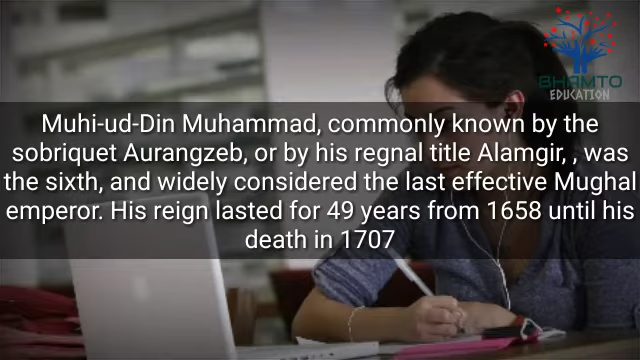 BHAMTO
EDUCATION
Muhi-ud-Din Muhammad, commonly known by the
sobriquet Aurangzeb, or by his regnal title Alamgir, , was
the sixth, and widely considered the last effective Mughal
emperor. His reign lasted for 49 years from 1658 until his
death in 1707